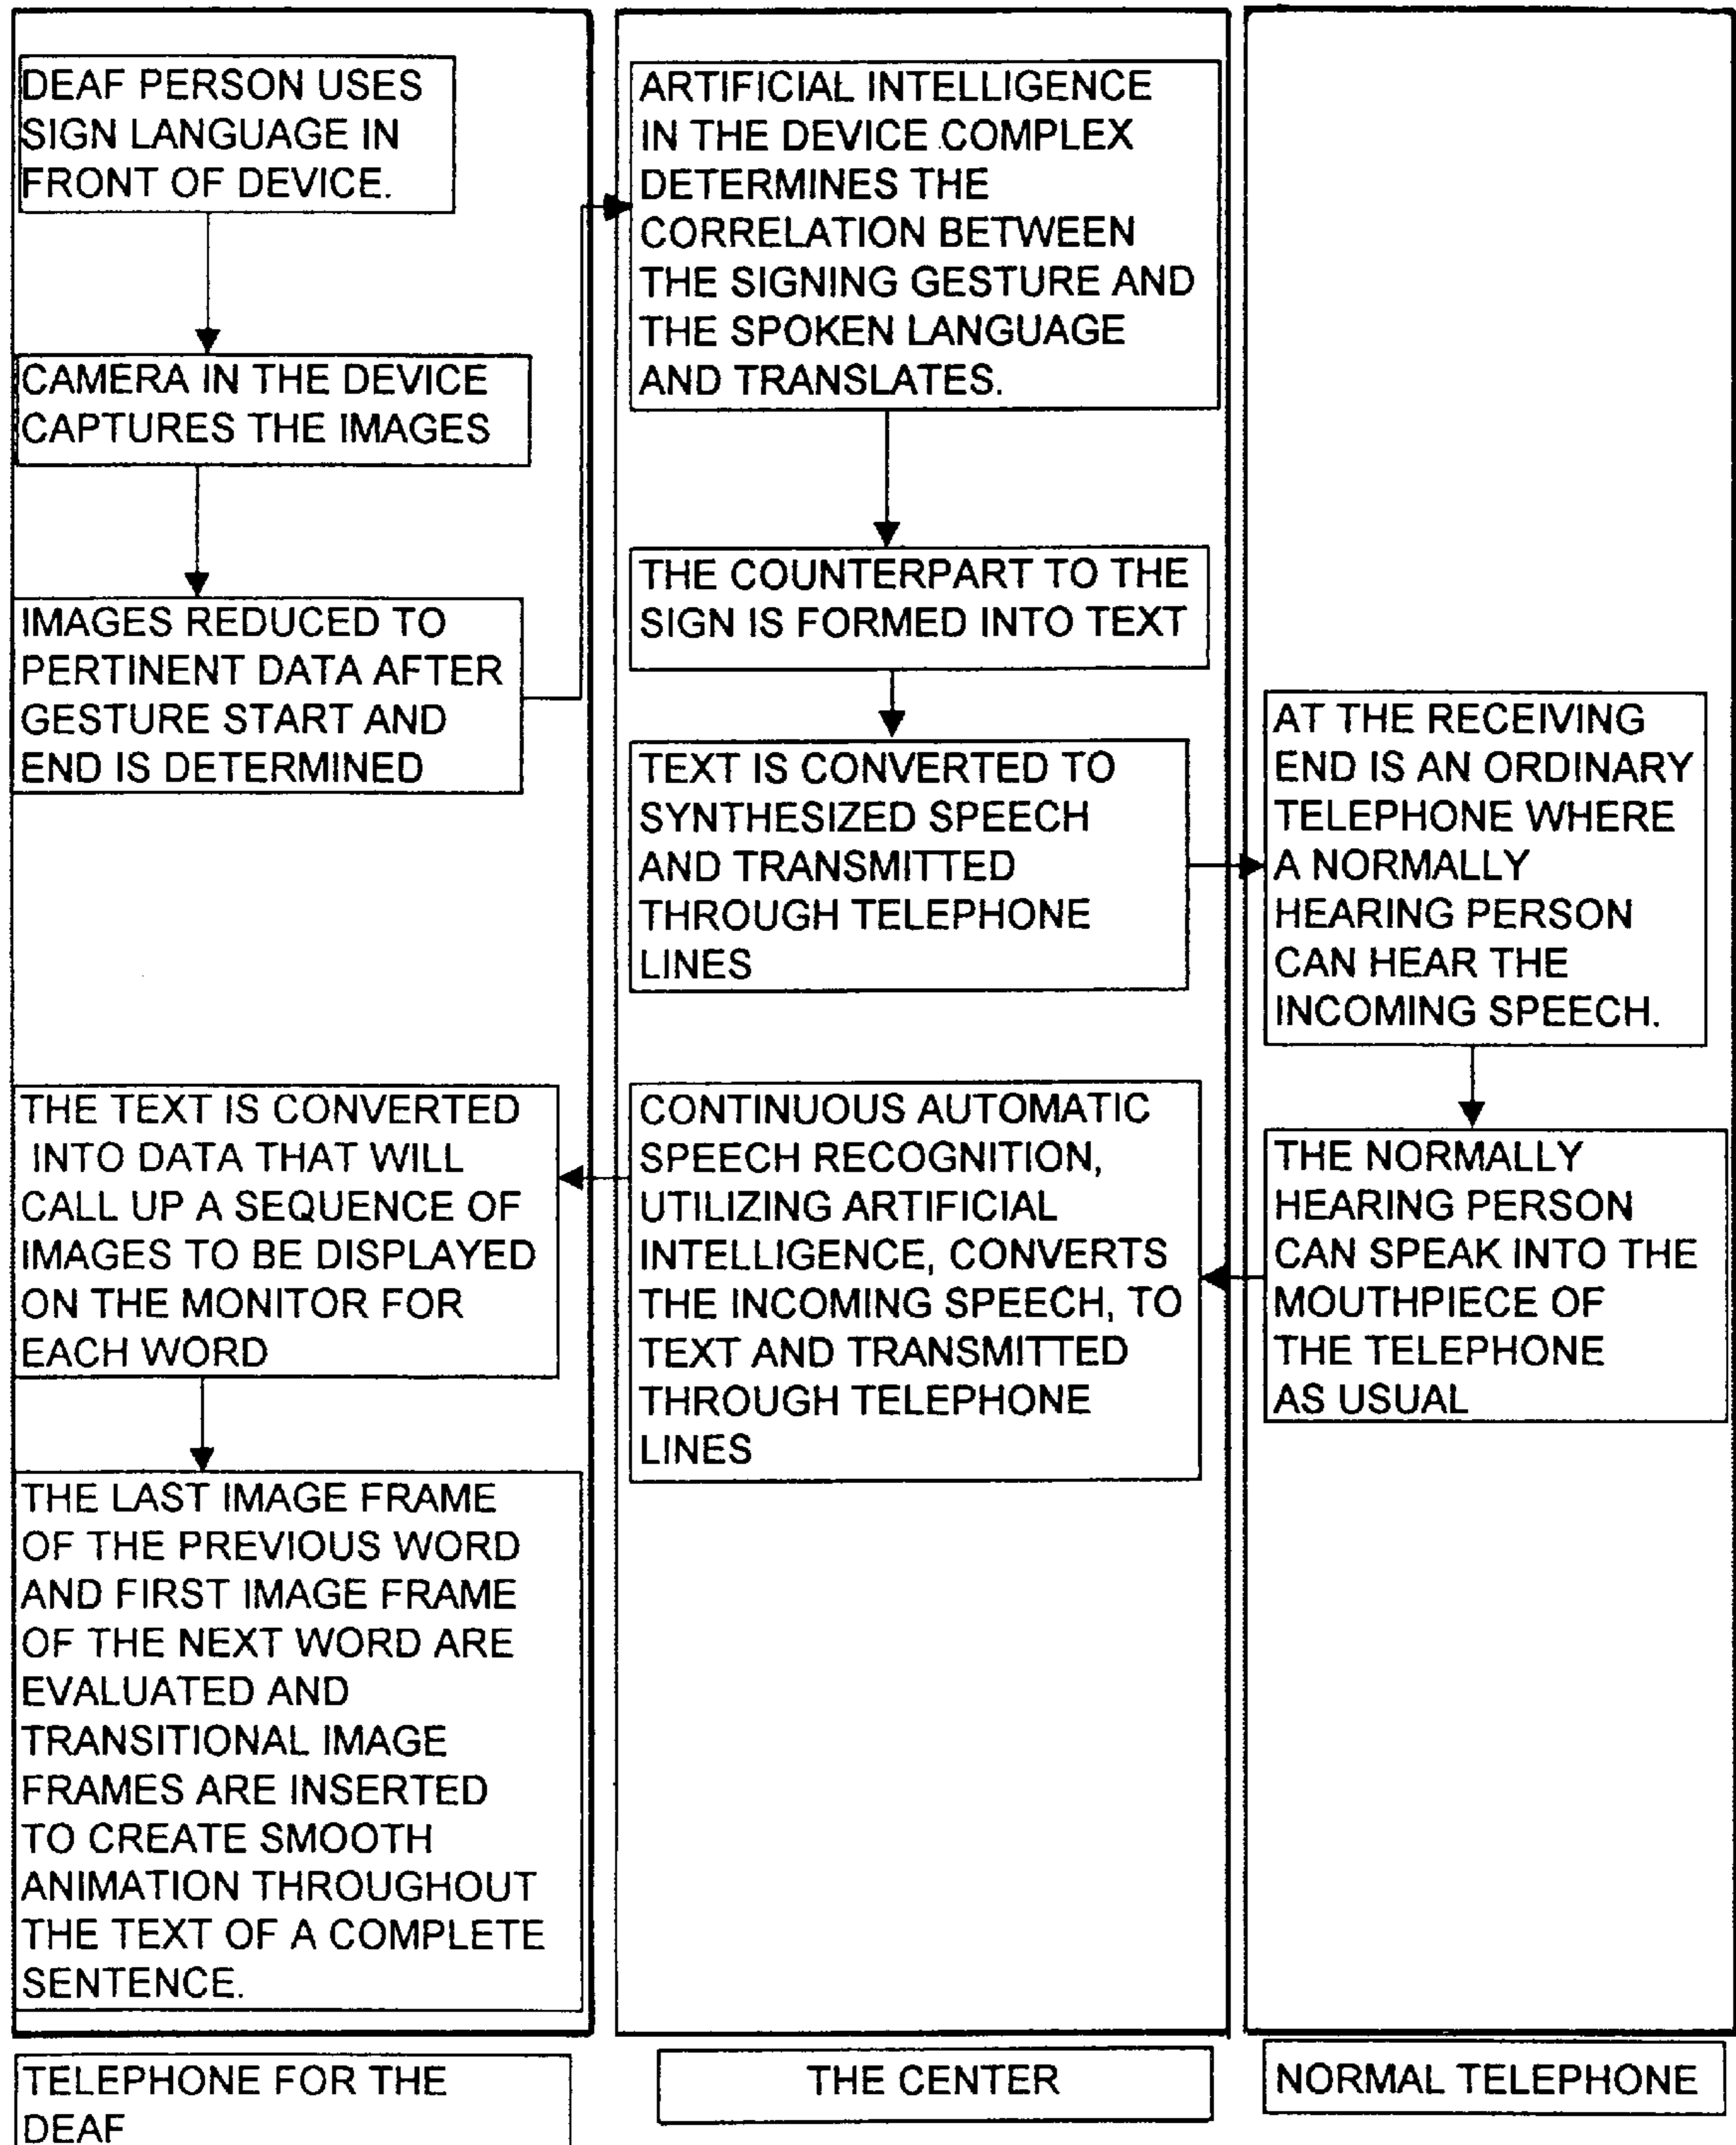 DEAF PERSON USES
SIGN LANGUAGE IN
FRONT OF DEVICE.
CAMERA IN THE DEVICE
CAPTURES THE IMAGES
IMAGES REDUCED TO
PERTINENT DATA AFTER
GESTURE START AND
END IS DETERMINED
ARTIFICIAL INTELLIGENCE
IN THE DEVICE COMPLEX
DETERMINES THE
CORRELATION BETWEEN
THE SIGNING GESTURE AND
THE SPOKEN LANGUAGE
AND TRANSLATES.
THE COUNTERPART TO THE
SIGN IS FORMED INTO TEXT
TEXT IS CONVERTED TO
SYNTHESIZED SPEECH
AND TRANSMITTED
THROUGH TELEPHONE
LINES
AT THE RECEIVING
END IS AN ORDINARY
TELEPHONE WHERE
A NORMALLY
HEARING PERSON
CAN HEAR THE
INCOMING SPEECH.
THE NORMALLY
HEARING PERSON
CAN SPEAK INTO THE
MOUTHPIECE OF
THE TELEPHONE
AS USUAL
CONTINUOUS AUTOMATIC
SPEECH RECOGNITION,
UTILIZING ARTIFICIAL
INTELLIGENCE, CONVERTS
THE INCOMING SPEECH, TO
TEXT AND TRANSMITTED
THROUGH TELEPHONE
LINES
THE TEXT IS CONVERTED
INTO DATA THAT WILL
CALL UP A SEQUENCE OF
IMAGES TO BE DISPLAYED
ON THE MONITOR FOR
EACH WORD
THE LAST IMAGE FRAME
OF THE PREVIOUS WORD
AND FIRST IMAGE FRAME
OF THE NEXT WORD ARE
EVALUATED AND
TRANSITIONAL IMAGE
FRAMES ARE INSERTED
TO CREATE SMOOTH
ANIMATION THROUGHOUT
THE TEXT OF A COMPLETE
SENTENCE.
TELEPHONE FOR THE
DEAF
THE CENTER
NORMAL TELEPHONE